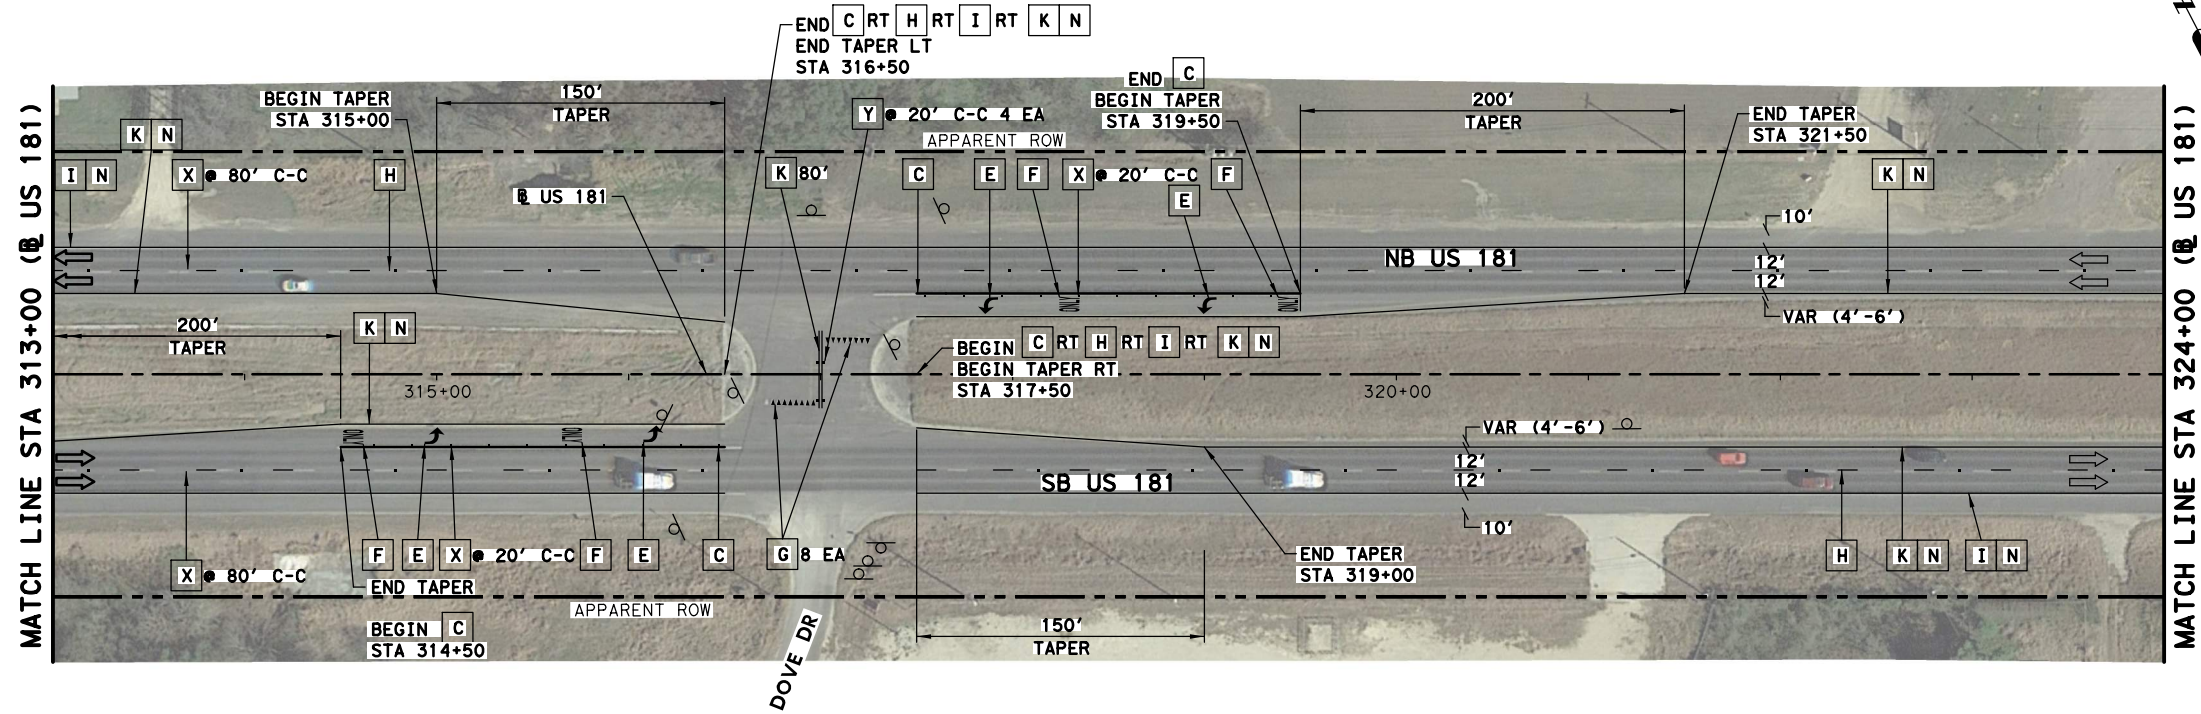 END C RT H RT I RT K N
END TAPER LT
STA 316+50
END C
BEGIN TAPER
STA 319+50
BEGIN TAPER
STA 315+00
150'
TAPER
Y @ 20' C-C 4 EA
APPARENT ROW
200'
TAPER
END TAPER
STA 321+50
K N
I N
X @ 80' C-C
H
K 80'
C
E
F
X @ 20' C-C
F
E
K N
℄ US 181
10'
NB US 181
12'
12'
VAR (4'-6')
200'
TAPER
K N
ONLY
ONLY
BEGIN C RT H RT I RT K N
BEGIN TAPER RT
STA 317+50
315+00
320+00
ONLY
ONLY
VAR (4'-6')
12'
12'
SB US 181
10'
F
E
X @ 20' C-C
F
E
C
G 8 EA
X @ 80' C-C
END TAPER
END TAPER
STA 319+00
H
K N
I N
APPARENT ROW
BEGIN C
STA 314+50
150'
TAPER
DOVE DR
MATCH LINE STA 313+00 (℄ US 181)
MATCH LINE STA 324+00 (℄ US 181)